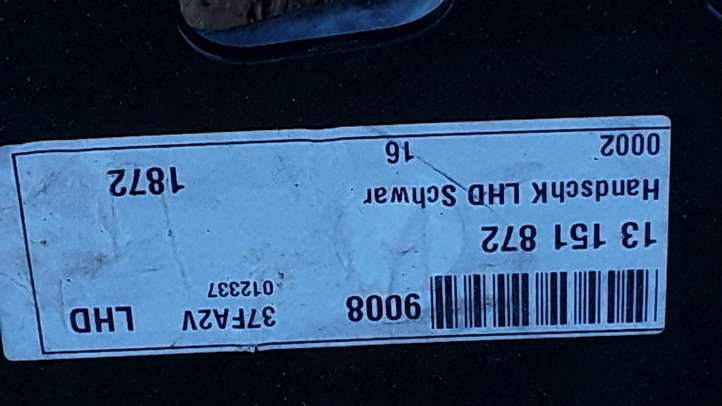 9008 37FA2V LHD
012337
13 151 872
HandschK LHD Schwar 1872
0002 16